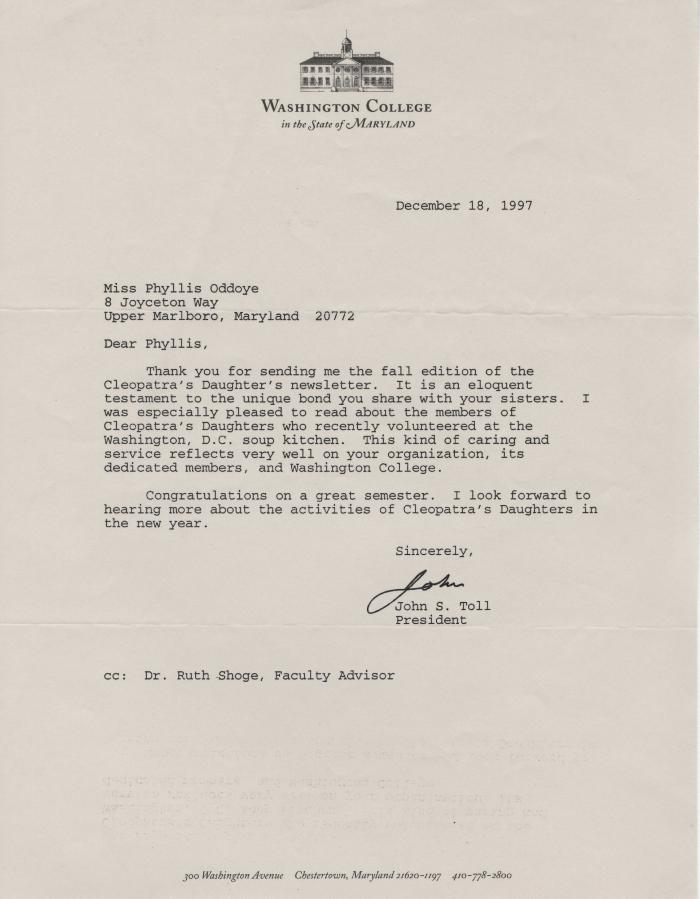 WASHINGTON COLLEGE
in the State of MARYLAND
December 18, 1997
Miss Phyllis Oddoye
8 Joyceton Way
Upper Marlboro, Maryland 20772
Dear Phyllis,
Thank you for sending me the fall edition of the
Cleopatra's Daughter's newsletter. It is an eloquent
testament to the unique bond you share with your sisters. I
was especially pleased to read about the members of
Cleopatra's Daughters who recently volunteered at the
Washington, D.C. soup kitchen. This kind of caring and
service reflects very well on your organization, its
dedicated members, and Washington College.
Congratulations on a great semester. I look forward to
hearing more about the activities of Cleopatra's Daughters in
the new year.
Sincerely,
John
John S. Toll
President
cc: Dr. Ruth Shoge, Faculty Advisor
300 Washington Avenue Chestertown, Maryland 21620-1197 410-778-2800